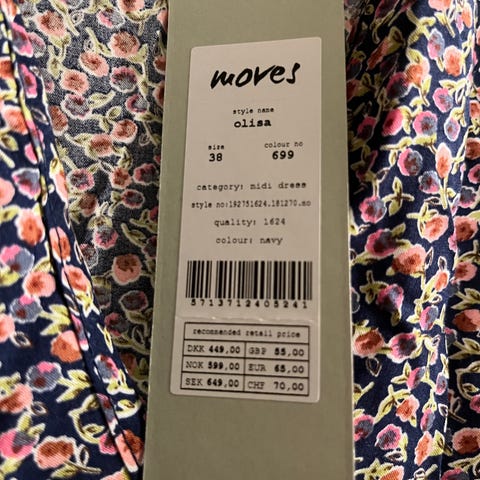 moves
style name
olisa
size colour no
38 699
category: midi dress
style no:192751624.181270.mo
quality: 1624
colour: navy
5713712405241
recommended retail price
DKK 449,00 GBP 55,00
NOK 599,00 EUR 65,00
SEK 649,00 CHF 70,00